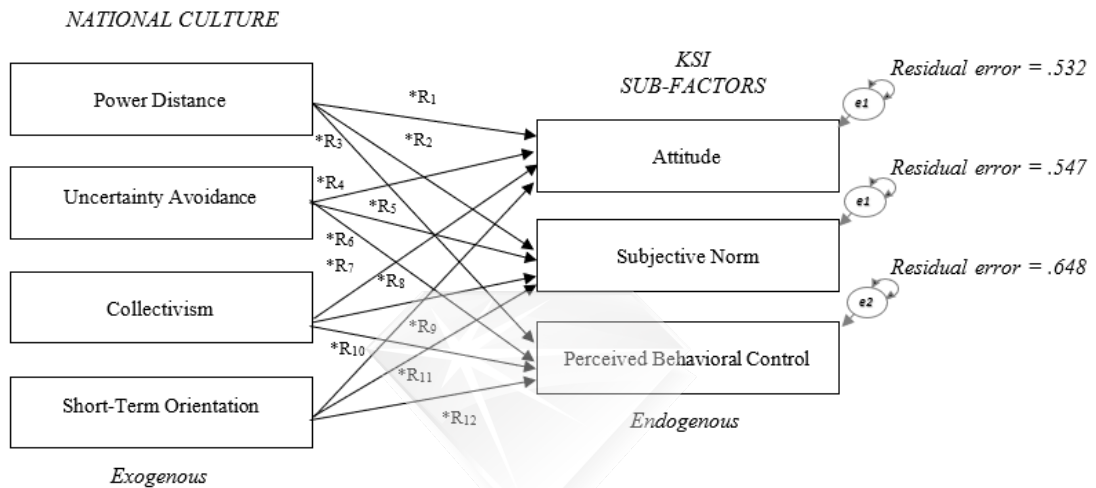 NATIONAL CULTURE
KSI
SUB-FACTORS
Residual error = .532
e1
Power Distance
*R₁
*R₂
*R₃
Attitude
Residual error = .547
e1
Uncertainty Avoidance
*R₄
*R₅
*R₆
Subjective Norm
Residual error = .648
e2
Collectivism
*R₇
*R₈
*R₉
Perceived Behavioral Control
Short-Term Orientation
*R₁₀
*R₁₁
*R₁₂
Endogenous
Exogenous